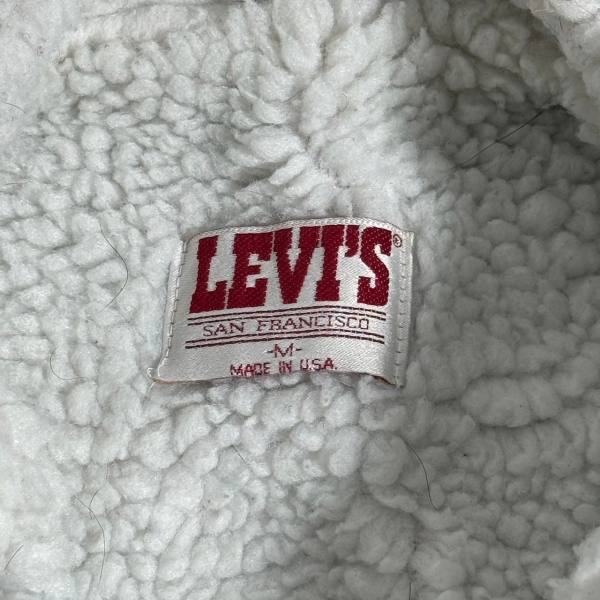 LEVI'S®
SAN FRANCISCO
-M-
MADE IN U.S.A.